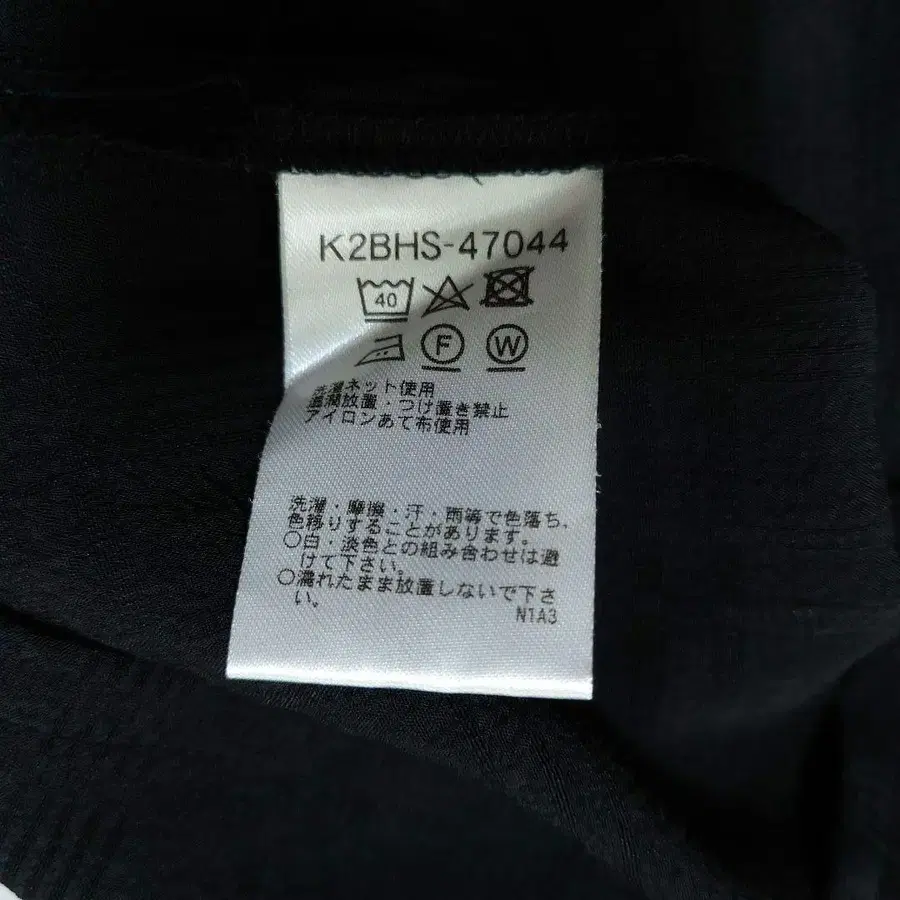 K2BHS-47044
40
F W
洗濯ネット使用
湿潤放置・つけ置き禁止
アイロンあて布使用
洗濯・摩擦・汗・雨等で色落ち、
色移りすることがあります。
○白・淡色との組み合わせは避
けて下さい。
○濡れたまま放置しないで下さ
い。
N1A3